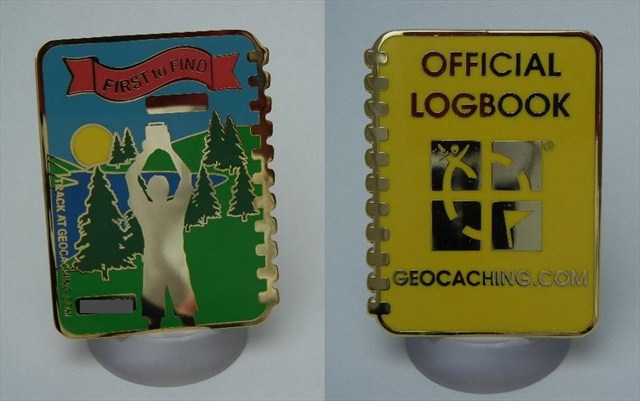 FIRST to FIND
TRACK AT GEOCACHING.COM
OFFICIAL
LOGBOOK
®
GEOCACHING.COM